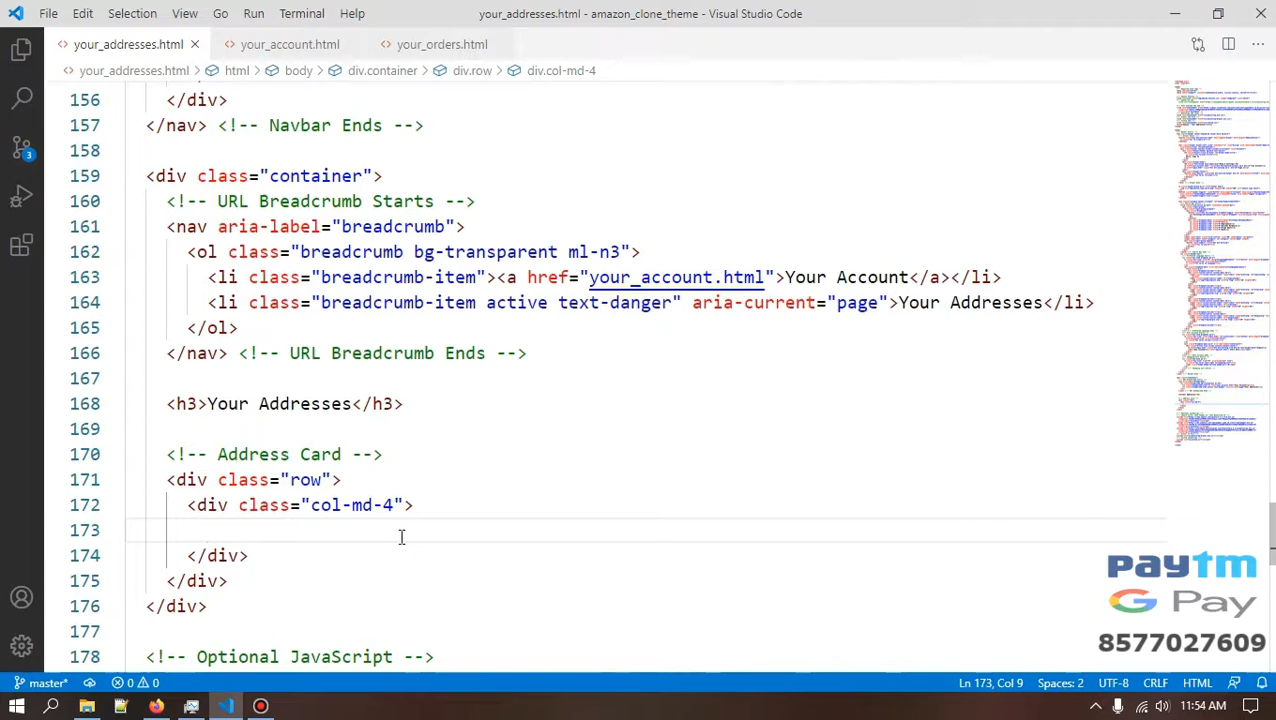 File Edit Selection View Go Run Terminal Help your_addresses.html - amazon_clone_theme - Visual Studio Code
your_addresses.html your_account.html your_orders.html
your_addresses.html > html > body > div.container > div.row > div.col-md-4
156 </div>
157 </nav> <!-- Navbar Ends -->
158
159 <div class="container">
160 <!-- URL Breadcrumb Starts -->
161 <nav aria-label="breadcrumb">
162 <ol class="breadcrumb bg-transparent ml-n3">
163 <li class="breadcrumb-item"><a href="your_account.html">Your Account</a></li>
164 <li class="breadcrumb-item active text-danger" aria-current="page">Your Addresses</li>
165 </ol>
166 </nav> <!-- URL Breadcrumb Ends -->
167
168 <h3>Your Addresses</h3>
169
170 <!-- Address Card -->
171 <div class="row">
172 <div class="col-md-4">
173
174 </div>
175 </div>
176 </div>
177
178 <!-- Optional JavaScript -->
paytm
G Pay
8577027609
3
master* 0 0 Ln 173, Col 9 Spaces: 2 UTF-8 CRLF HTML
11:54 AM